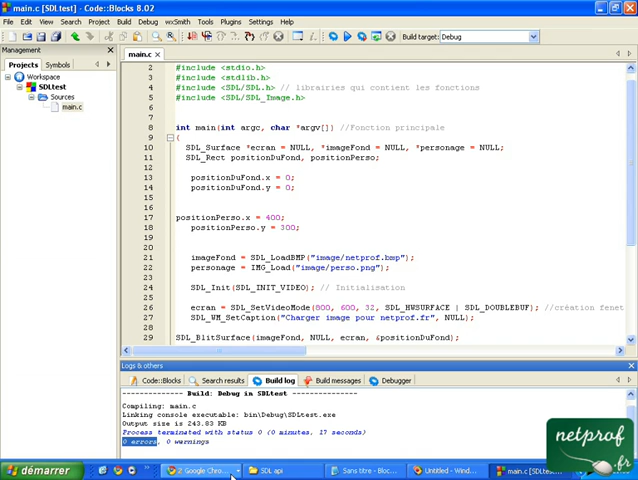 main.c [SDLtest] - Code::Blocks 8.02
File Edit View Search Project Build Debug wxSmith Tools Plugins Settings Help
Build target: Debug
Projects Symbols
Workspace
SDLtest
Sources
main.c
main.c
2 #include <stdio.h>
3 #include <stdlib.h>
4 #include <SDL/SDL.h> // librairies qui contient les fonctions
5 #include <SDL/SDL_Image.h>
6
7
8 int main(int argc, char *argv[]) //Fonction principale
9 {
10 SDL_Surface *ecran = NULL, *imageFond = NULL, *personage = NULL;
11 SDL_Rect positionDuFond, positionPerso;
12
13 positionDuFond.x = 0;
14 positionDuFond.y = 0;
15
16
17 positionPerso.x = 400;
18 positionPerso.y = 300;
19
20
21 imageFond = SDL_LoadBMP("image/netprof.bmp");
22 personage = IMG_Load("image/perso.png");
23
24 SDL_Init(SDL_INIT_VIDEO); // Initialisation
25
26 ecran = SDL_SetVideoMode(800, 600, 32, SDL_HWSURFACE | SDL_DOUBLEBUF); //création fenet
27 SDL_WM_SetCaption("Charger image pour netprof.fr", NULL);
28
29 SDL_BlitSurface(imageFond, NULL, ecran, &positionDuFond);
Logs & others
Code::Blocks Search results Build log Build messages Debugger
-------------- Build: Debug in SDLtest ---------------
Compiling: main.c
Linking console executable: bin\Debug\SDLtest.exe
Output size is 243.83 KB
Process terminated with status 0 (0 minutes, 17 seconds)
0 errors, 0 warnings
démarrer
2 Google Chro...
SDL api
Sans titre - Bloc...
Untitled - Wind...
main.c [SDLtest...
netprof
.fr